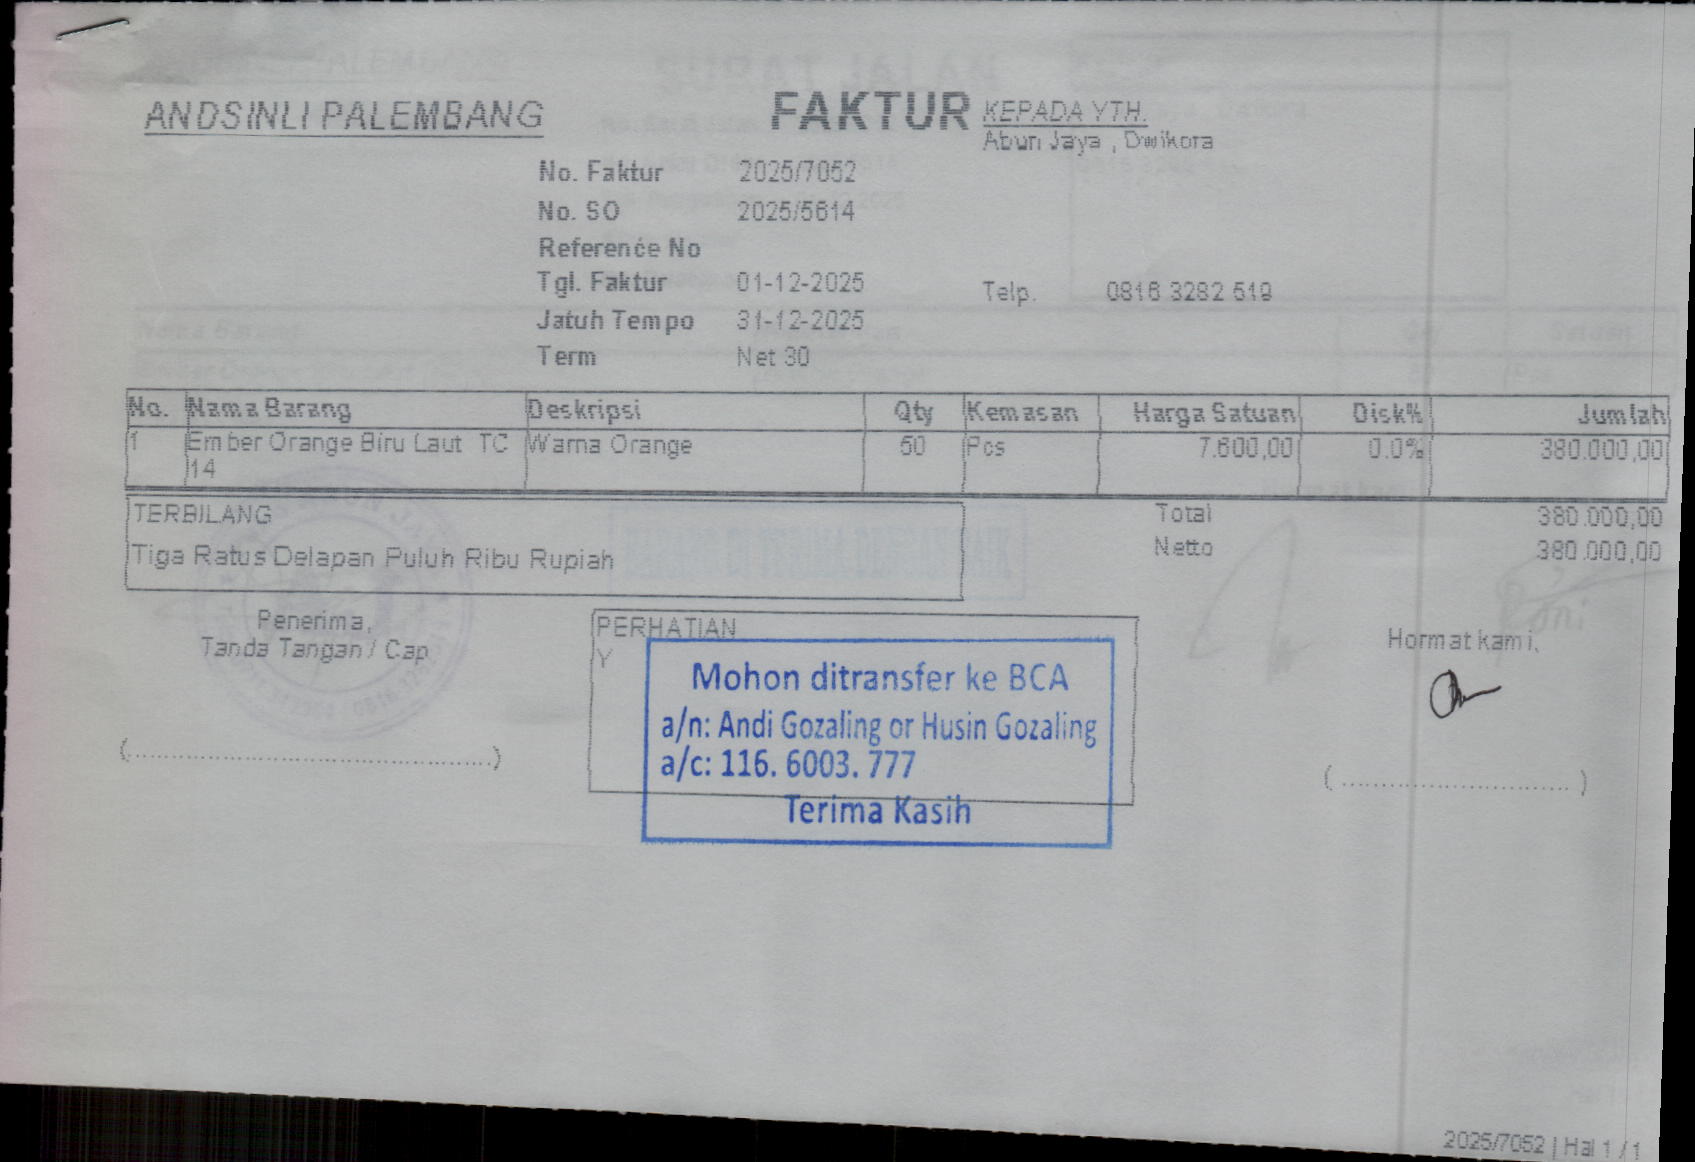 ANDSINLI PALEMBANG
FAKTUR
KEPADA YTH.
Abun Jaya , Dwikora
No. Faktur 2025/7052
No. SO 2025/5614
Reference No
Tgl. Faktur 01-12-2025
Telp. 0816 3282 519
Jatuh Tempo 31-12-2025
Term Net 30
No. Nama Barang Deskripsi Qty Kemasan Harga Satuan Disk% Jumlah
1 Ember Orange Biru Laut TC Warna Orange 50 Pcs 7.600,00 0.0% 380.000,00
14
TERBILANG
Tiga Ratus Delapan Puluh Ribu Rupiah
Total 380.000,00
Netto 380.000,00
Penerima,
Tanda Tangan / Cap
PERHATIAN
Y
Mohon ditransfer ke BCA
a/n: Andi Gozaling or Husin Gozaling
a/c: 116. 6003. 777
Terima Kasih
Hormat kami,
(..............................................)
( ............................ )
2025/7052 | Hal 1 / 1